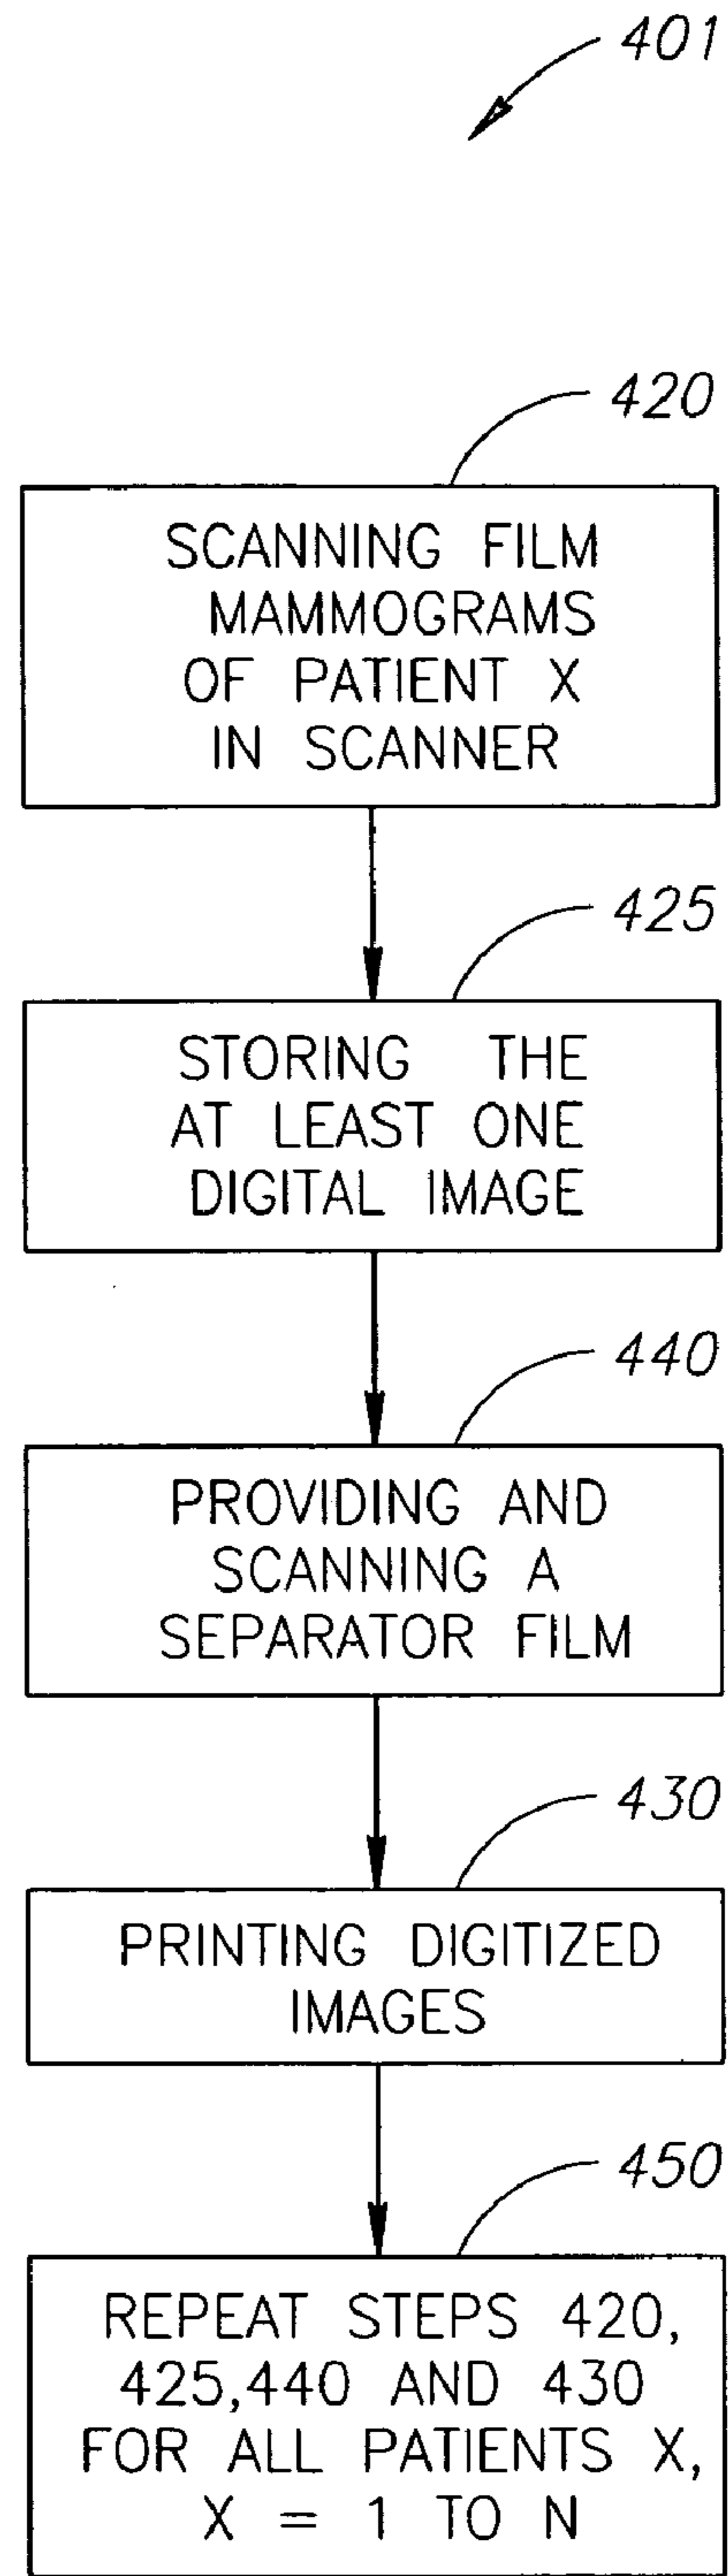 401
420
SCANNING FILM
MAMMOGRAMS
OF PATIENT X
IN SCANNER
425
STORING THE
AT LEAST ONE
DIGITAL IMAGE
440
PROVIDING AND
SCANNING A
SEPARATOR FILM
430
PRINTING DIGITIZED
IMAGES
450
REPEAT STEPS 420,
425,440 AND 430
FOR ALL PATIENTS X,
X = 1 TO N